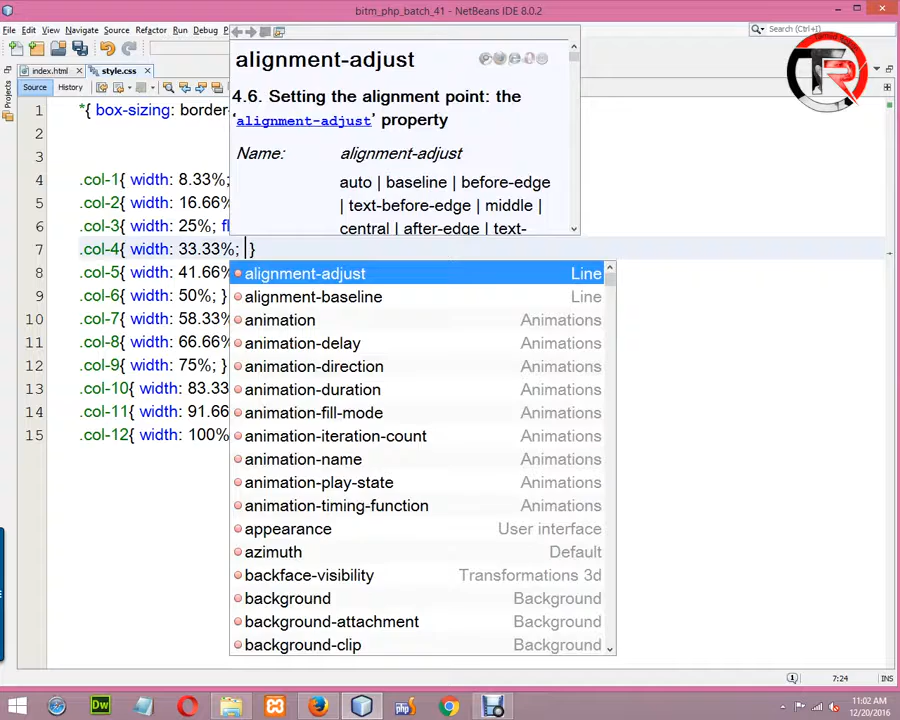 bitm_php_batch_41 - NetBeans IDE 8.0.2
File Edit View Navigate Source Refactor Run Debug
Search (Ctrl+I)
index.html
style.css
Source History
Projects
alignment-adjust
4.6. Setting the alignment point: the
‘alignment-adjust’ property
Name: alignment-adjust
auto | baseline | before-edge
| text-before-edge | middle |
central | after-edge | text-
1 *{ box-sizing: border-
2
3
4 .col-1{ width: 8.33%;
5 .col-2{ width: 16.66%
6 .col-3{ width: 25%; fl
7 .col-4{ width: 33.33%; }
8 .col-5{ width: 41.66%
9 .col-6{ width: 50%; }
10 .col-7{ width: 58.33%
11 .col-8{ width: 66.66%
12 .col-9{ width: 75%; }
13 .col-10{ width: 83.33
14 .col-11{ width: 91.66
15 .col-12{ width: 100%
alignment-adjust Line
alignment-baseline Line
animation Animations
animation-delay Animations
animation-direction Animations
animation-duration Animations
animation-fill-mode Animations
animation-iteration-count Animations
animation-name Animations
animation-play-state Animations
animation-timing-function Animations
appearance User interface
azimuth Default
backface-visibility Transformations 3d
background Background
background-attachment Background
background-clip Background
7:24 INS
Dw
php
11:02 AM
12/20/2016